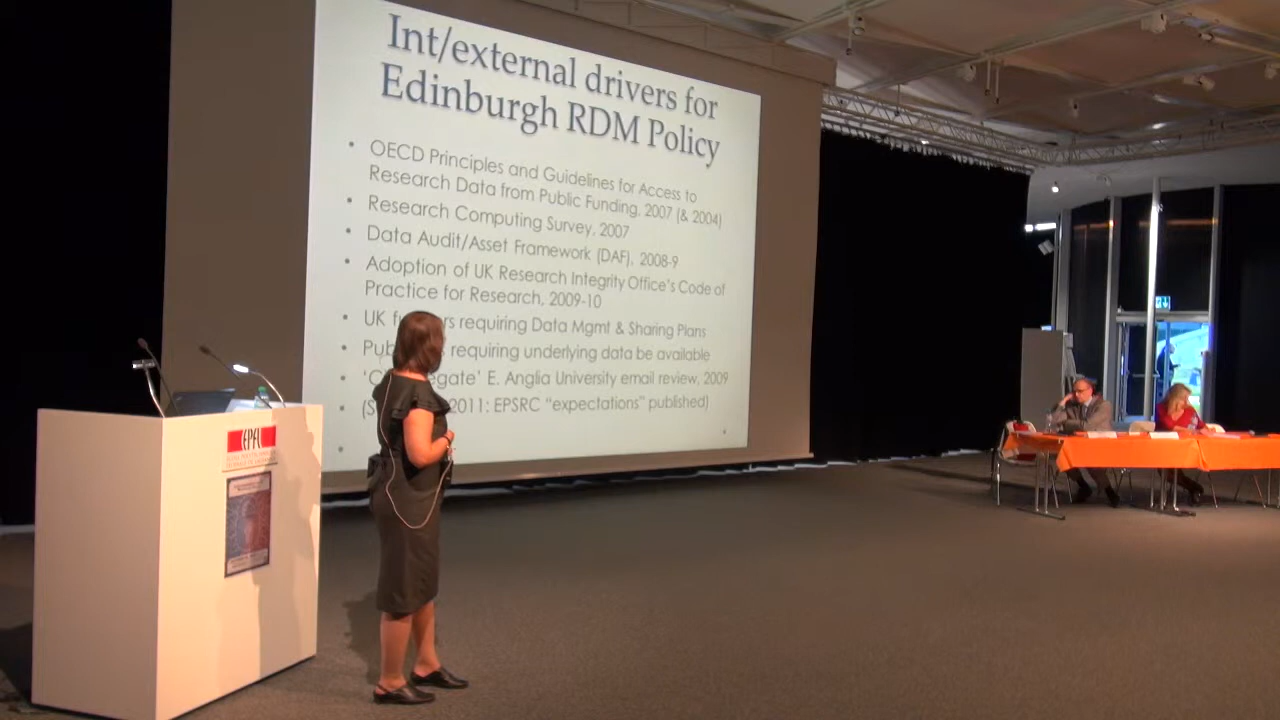 Int/external drivers for
Edinburgh RDM Policy
• OECD Principles and Guidelines for Access to
Research Data from Public Funding, 2007 (& 2004)
• Research Computing Survey, 2007
• Data Audit/Asset Framework (DAF), 2008-9
• Adoption of UK Research Integrity Office's Code of
Practice for Research, 2009-10
• UK requiring Data Mgmt & Sharing Plans
• requiring underlying data be available
• E. Anglia University email review, 2009
• 2011: EPSRC “expectations” published)
EPFL